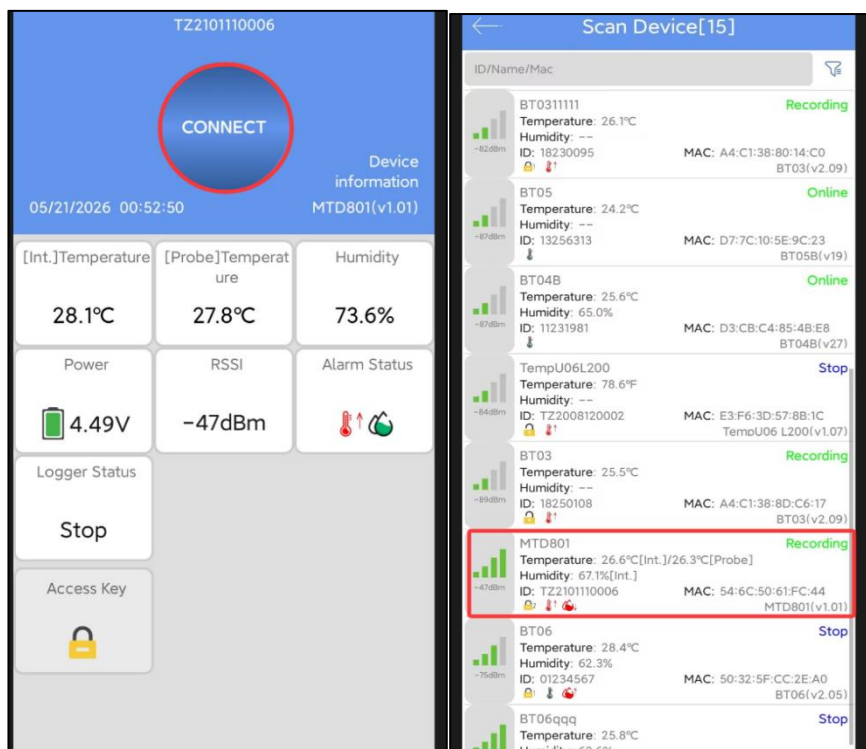 TZ2101110006
CONNECT
Device
information
05/21/2026 00:52:50
MTD801(v1.01)
[Int.]Temperature
[Probe]Temperat
ure
Humidity
28.1℃
27.8℃
73.6%
Power
RSSI
Alarm Status
4.49V
-47dBm
Logger Status
Stop
Access Key
Scan Device[15]
ID/Name/Mac
BT0311111
Recording
Temperature: 26.1℃
Humidity: --
-82dBm
ID: 18230095
MAC: A4:C1:38:80:14:C0
BT03(v2.09)
BT05
Online
Temperature: 24.2℃
Humidity: --
-87dBm
ID: 13256313
MAC: D7:7C:10:5E:9C:23
BT05B(v19)
BT04B
Online
Temperature: 25.6℃
Humidity: 65.0%
-87dBm
ID: 11231981
MAC: D3:CB:C4:85:4B:E8
BT04B(v27)
TempU06L200
Stop
Temperature: 78.6℉
Humidity: --
-84dBm
ID: TZ2008120002
MAC: E3:F6:3D:57:8B:1C
TempU06 L200(v1.07)
BT03
Recording
Temperature: 25.5℃
Humidity: --
-89dBm
ID: 18250108
MAC: A4:C1:38:8D:C6:17
BT03(v2.09)
MTD801
Recording
Temperature: 26.6℃[Int.]/26.3℃[Probe]
Humidity: 67.1%[Int.]
-47dBm
ID: TZ2101110006
MAC: 54:6C:50:61:FC:44
MTD801(v1.01)
BT06
Stop
Temperature: 28.4℃
Humidity: 62.3%
-75dBm
ID: 01234567
MAC: 50:32:5F:CC:2E:A0
BT06(v2.05)
BT06qqq
Stop
Temperature: 25.8℃